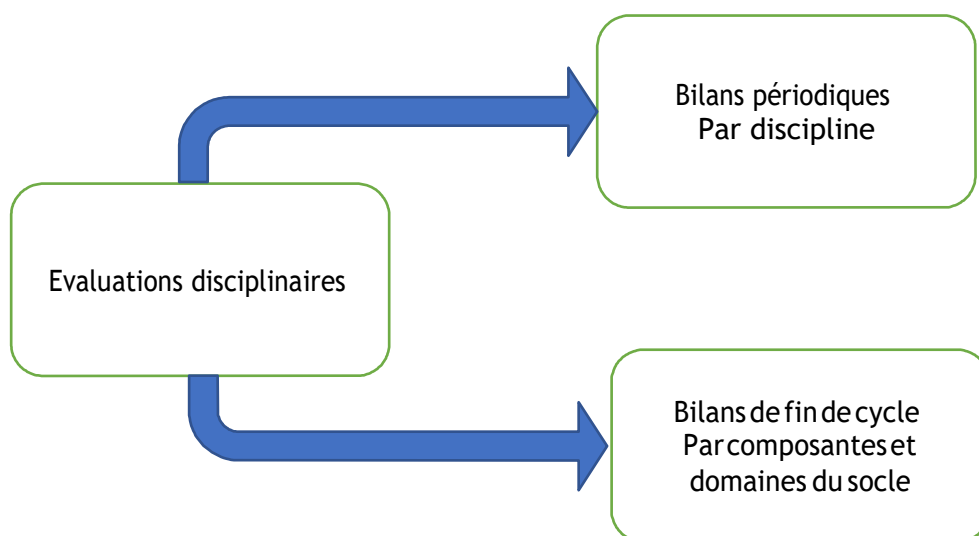 Bilans périodiques
Par discipline
Evaluations disciplinaires
Bilans de fin de cycle
Par composantes et
domaines du socle